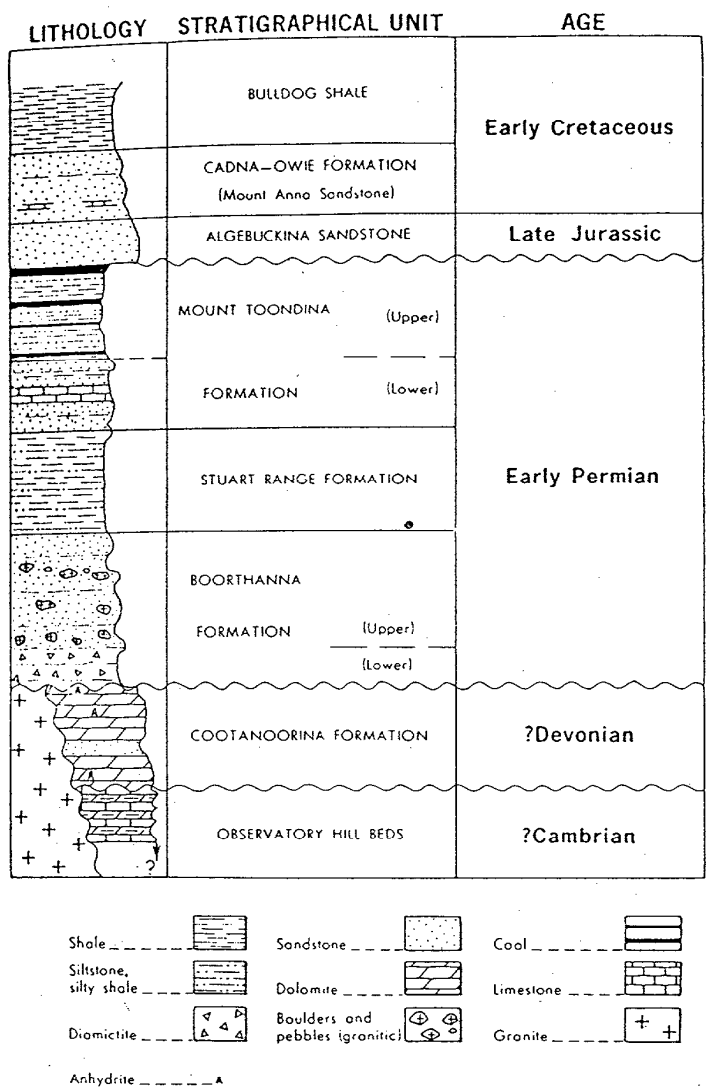 LITHOLOGY STRATIGRAPHICAL UNIT AGE
BULLDOG SHALE
Early Cretaceous
CADNA–OWIE FORMATION
(Mount Anna Sandstone)
ALGEBUCKINA SANDSTONE Late Jurassic
MOUNT TOONDINA (Upper)
FORMATION (Lower)
STUART RANGE FORMATION Early Permian
BOORTHANNA
FORMATION (Upper)
(Lower)
A
A
COOTANOORINA FORMATION ?Devonian
A
OBSERVATORY HILL BEDS ?Cambrian
?
Shale Sandstone Coal
Siltstone,
silty shale Dolomite Limestone
Diamictite Boulders and
pebbles (granitic) Granite
Anhydrite A